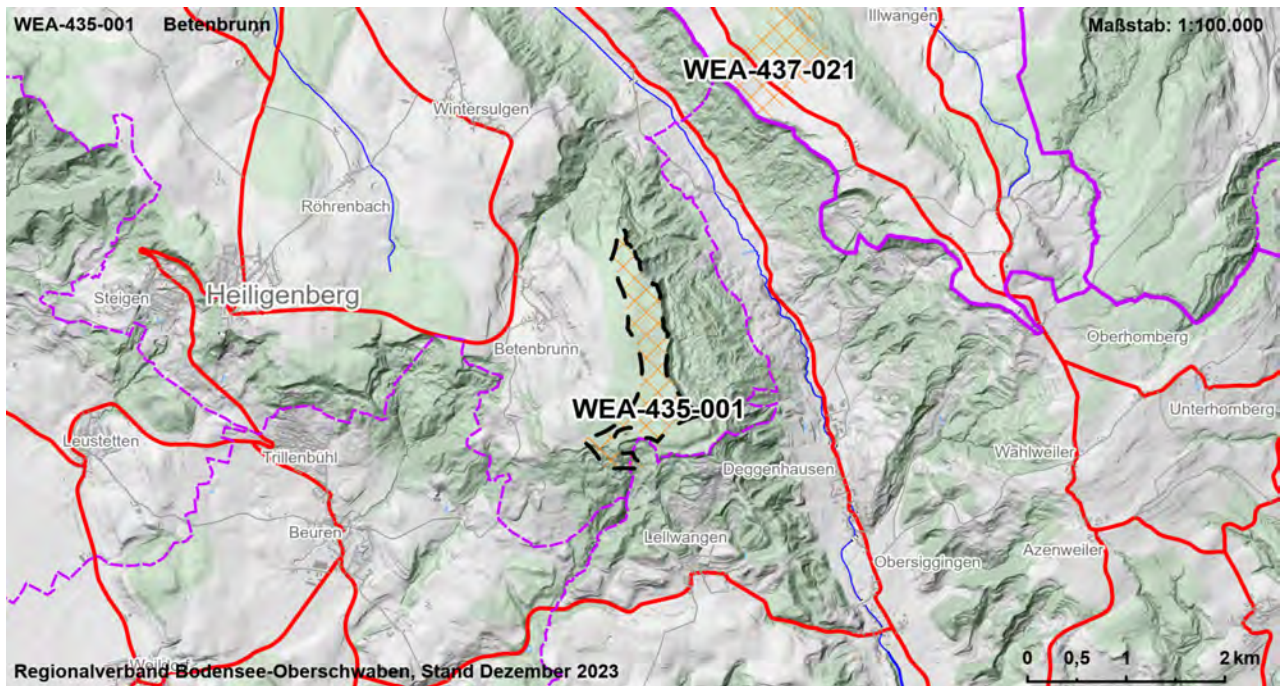 WEA-435-001 Betenbrunn
Illwangen
Maßstab: 1:100.000
WEA-437-021
Wintersulgen
Röhrenbach
Steigen
Heiligenberg
Betenbrunn
Oberhomberg
WEA-435-001
Unterhomberg
Leustetten
Trillenbühl
Deggenhausen
Wahlweiler
Beuren
Lellwangen
Obersiggingen
Azenweiler
Regionalverband Bodensee-Oberschwaben, Stand Dezember 2023
0 0,5 1 2 km